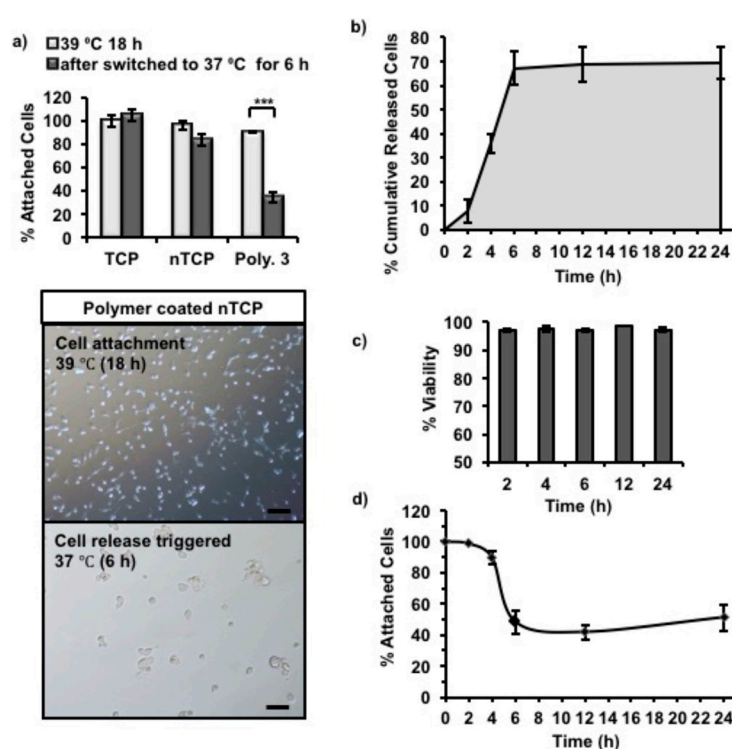 a)
39 ºC 18 h
after switched to 37 ºC for 6 h
% Attached Cells
120
100
80
60
40
20
0
***
TCP nTCP Poly. 3
Polymer coated nTCP
Cell attachment
39 ℃ (18 h)
Cell release triggered
37 ℃ (6 h)
b)
% Cumulative Released Cells
80
70
60
50
40
30
20
10
0
0 2 4 6 8 10 12 14 16 18 20 22 24
Time (h)
c)
% Viability
100
90
80
70
60
50
2 4 6 12 24
Time (h)
d)
% Attached Cells
120
100
80
60
40
20
0
0 2 4 6 8 10 12 14 16 18 20 22 24
Time (h)